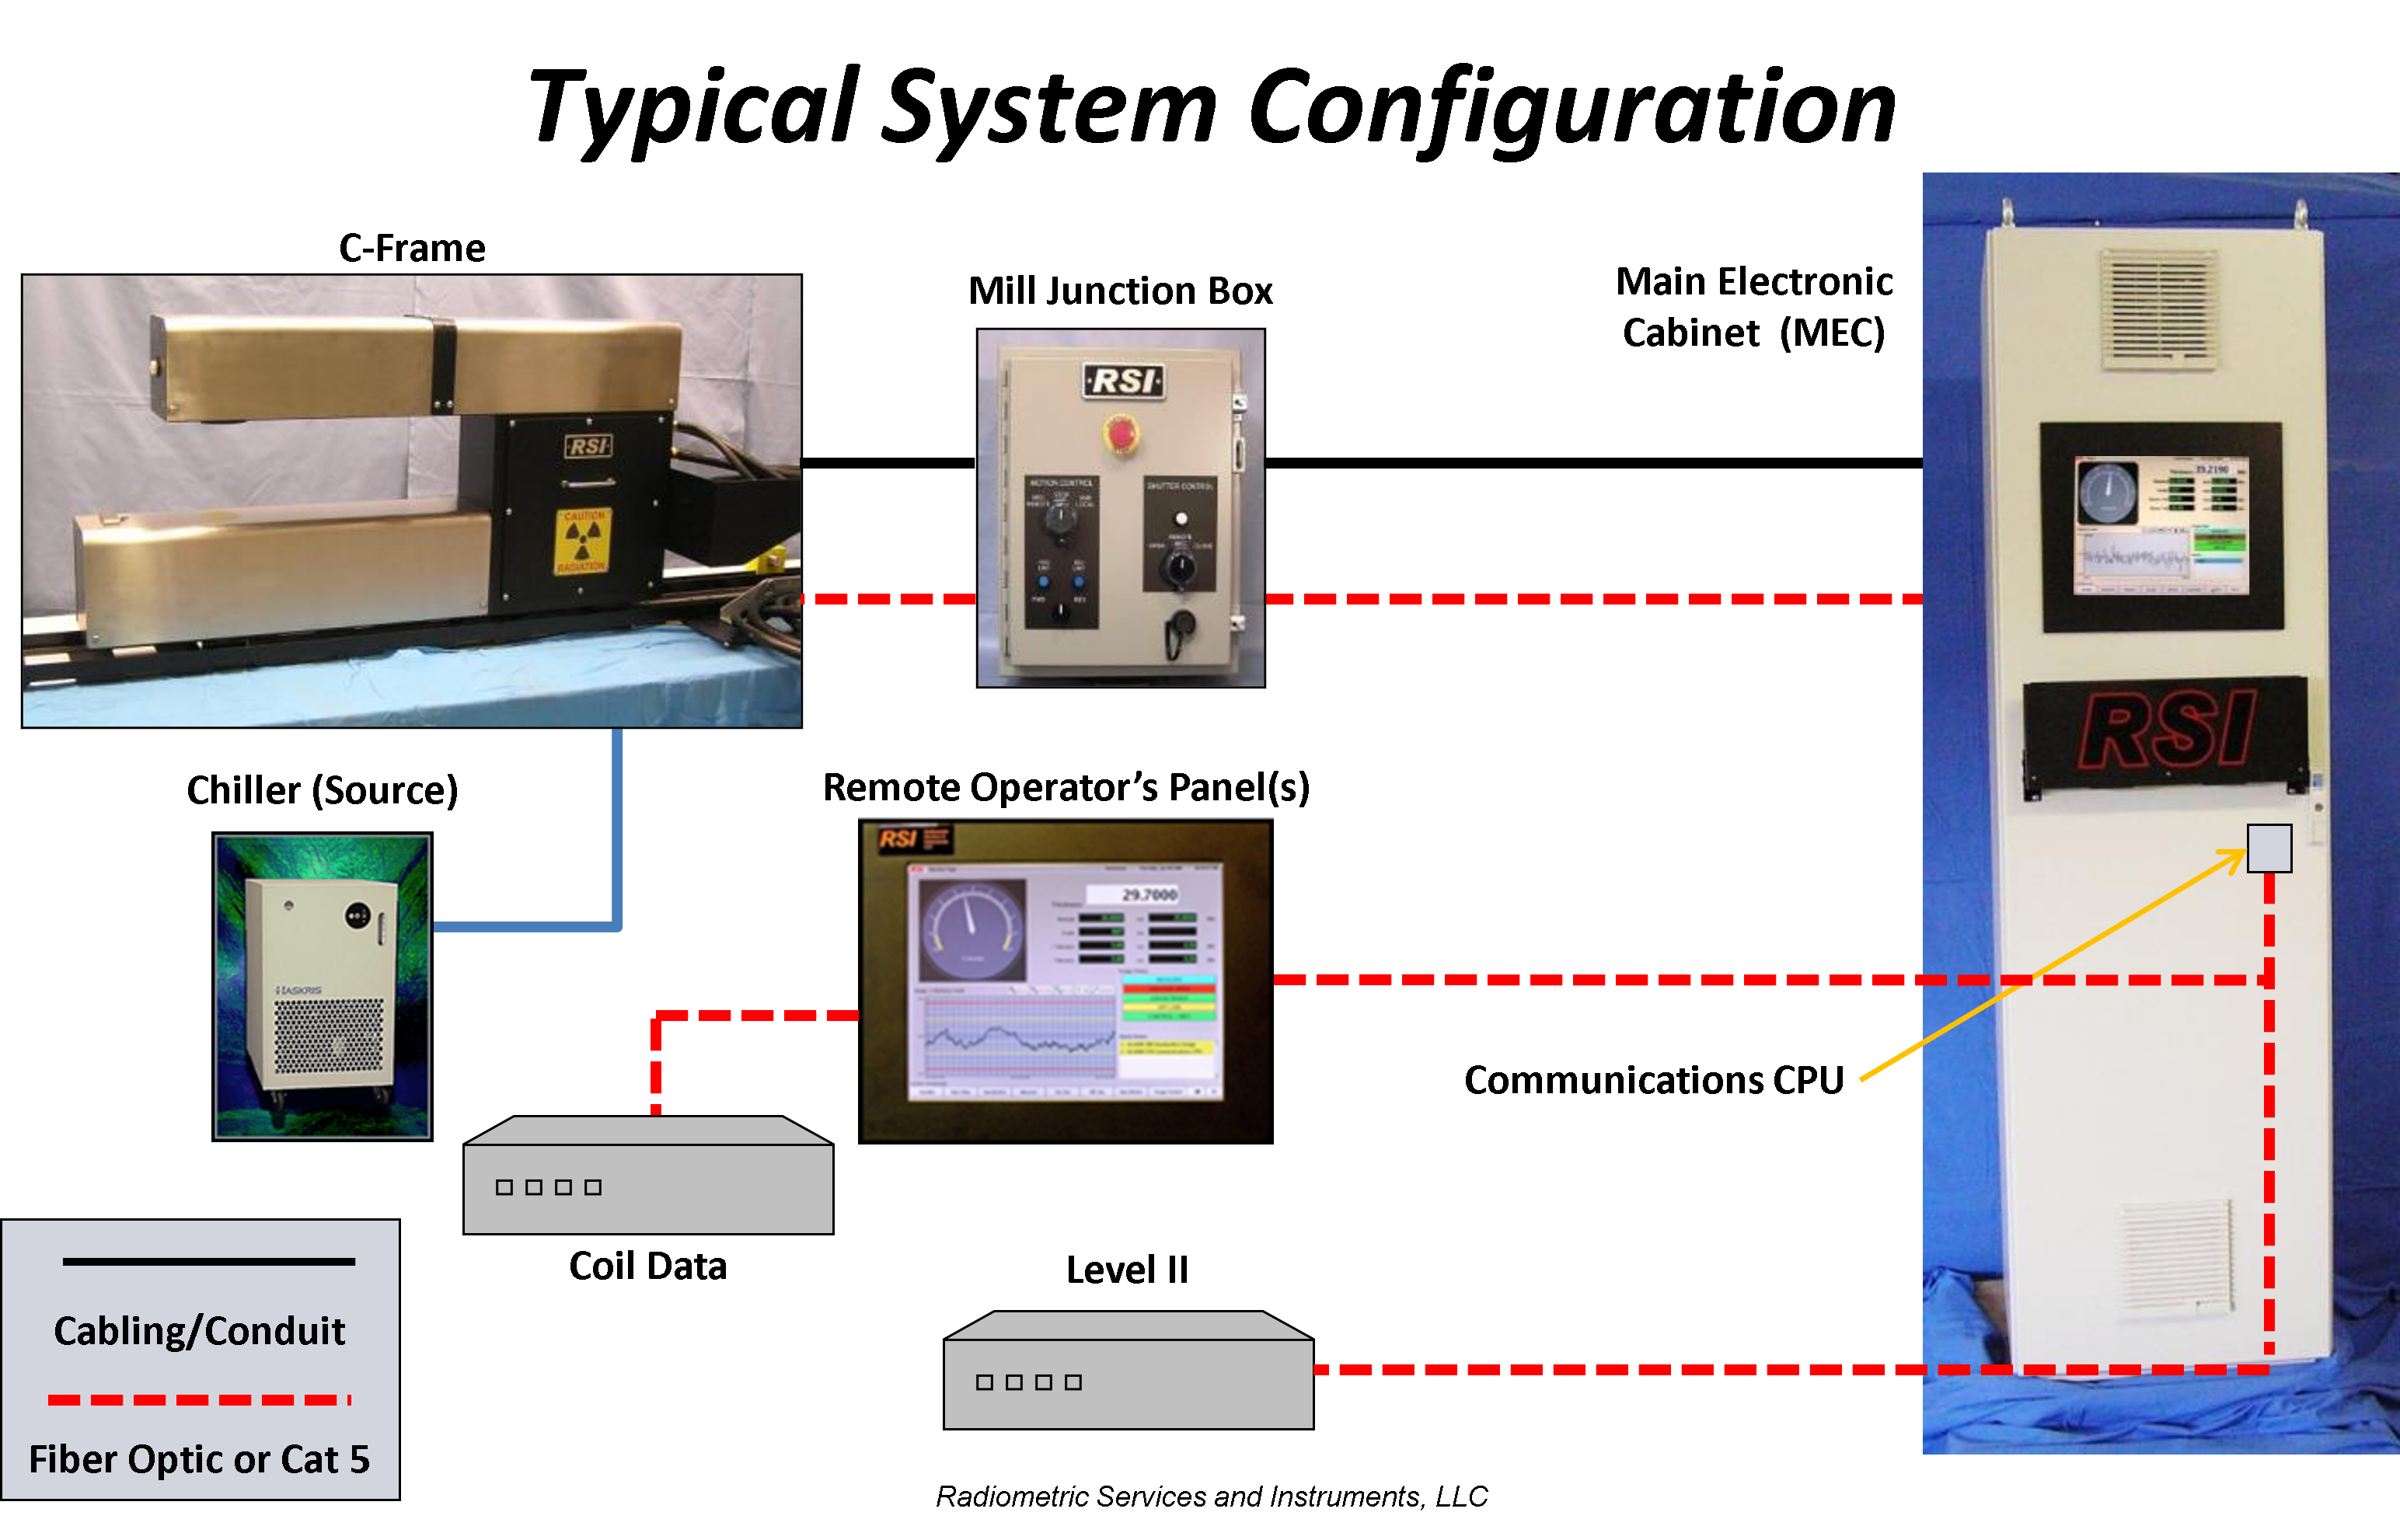 Typical System Configuration
C-Frame
Mill Junction Box
Main Electronic
Cabinet (MEC)
RSI
MOTION CONTROL
SHUTTER CONTROL
RSI
CAUTION
RADIATION
39.2190
RSI
Chiller (Source)
Remote Operator's Panel(s)
RSI
29.7000
HASKRIS
Communications CPU
Coil Data
Level II
Cabling/Conduit
Fiber Optic or Cat 5
Radiometric Services and Instruments, LLC